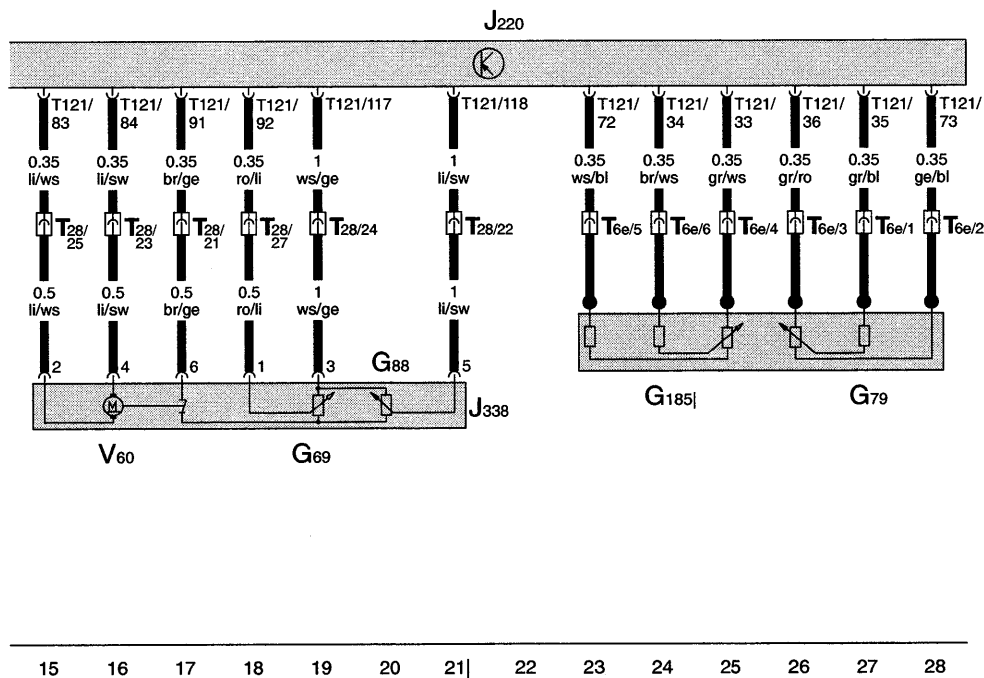 J220
T121/ T121/ T121/ T121/ T121/117 T121/118 T121/ T121/ T121/ T121/ T121/ T121/
83 84 91 92 72 34 33 36 35 73
0.35 0.35 0.35 0.35 1 1 0.35 0.35 0.35 0.35 0.35 0.35
li/ws li/sw br/ge ro/li ws/ge li/sw ws/bl br/ws gr/ws gr/ro gr/bl ge/bl
T28/ T28/ T28/ T28/ T28/24 T28/22 T6e/5 T6e/6 T6e/4 T6e/3 T6e/1 T6e/2
25 23 21 27
0.5 0.5 0.5 0.5 1 1
li/ws li/sw br/ge ro/li ws/ge li/sw
2 4 6 1 3 G88 5
M J338
G185| G79
V60 G69
15 16 17 18 19 20 21| 22 23 24 25 26 27 28